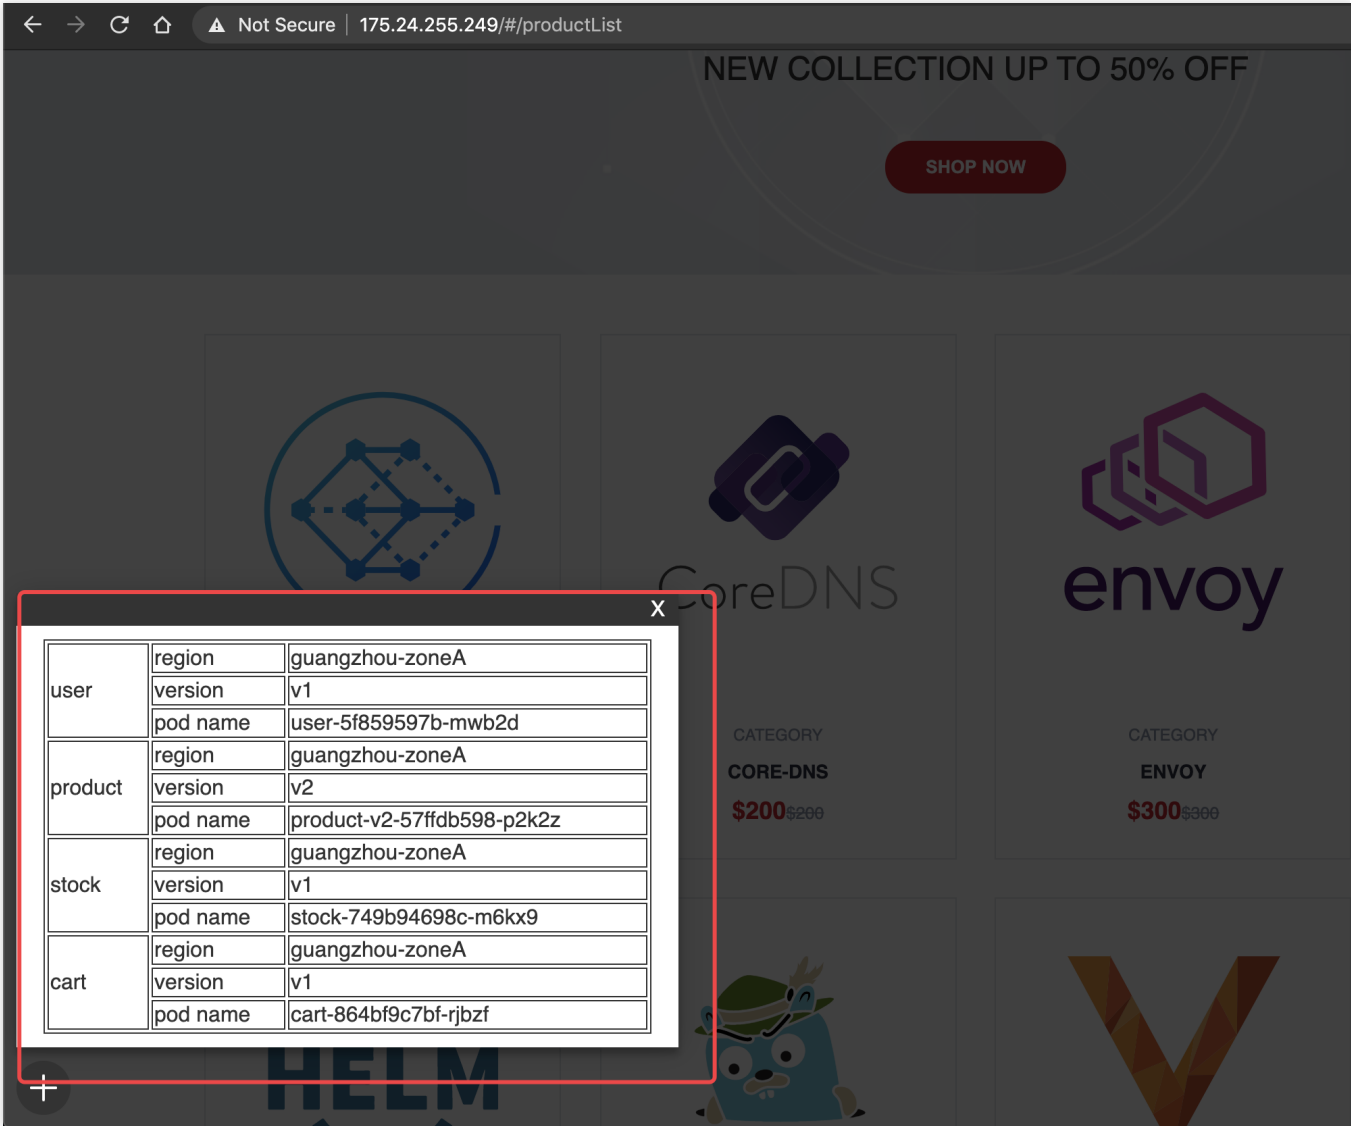 Not Secure | 175.24.255.249/#/productList
NEW COLLECTION UP TO 50% OFF
SHOP NOW
CoreDNS
envoy
X
user
region guangzhou-zoneA
version v1
pod name user-5f859597b-mwb2d
product
region guangzhou-zoneA
version v2
pod name product-v2-57ffdb598-p2k2z
stock
region guangzhou-zoneA
version v1
pod name stock-749b94698c-m6kx9
cart
region guangzhou-zoneA
version v1
pod name cart-864bf9c7bf-rjbzf
CATEGORY
CORE-DNS
$200$200
CATEGORY
ENVOY
$300$300
HELM